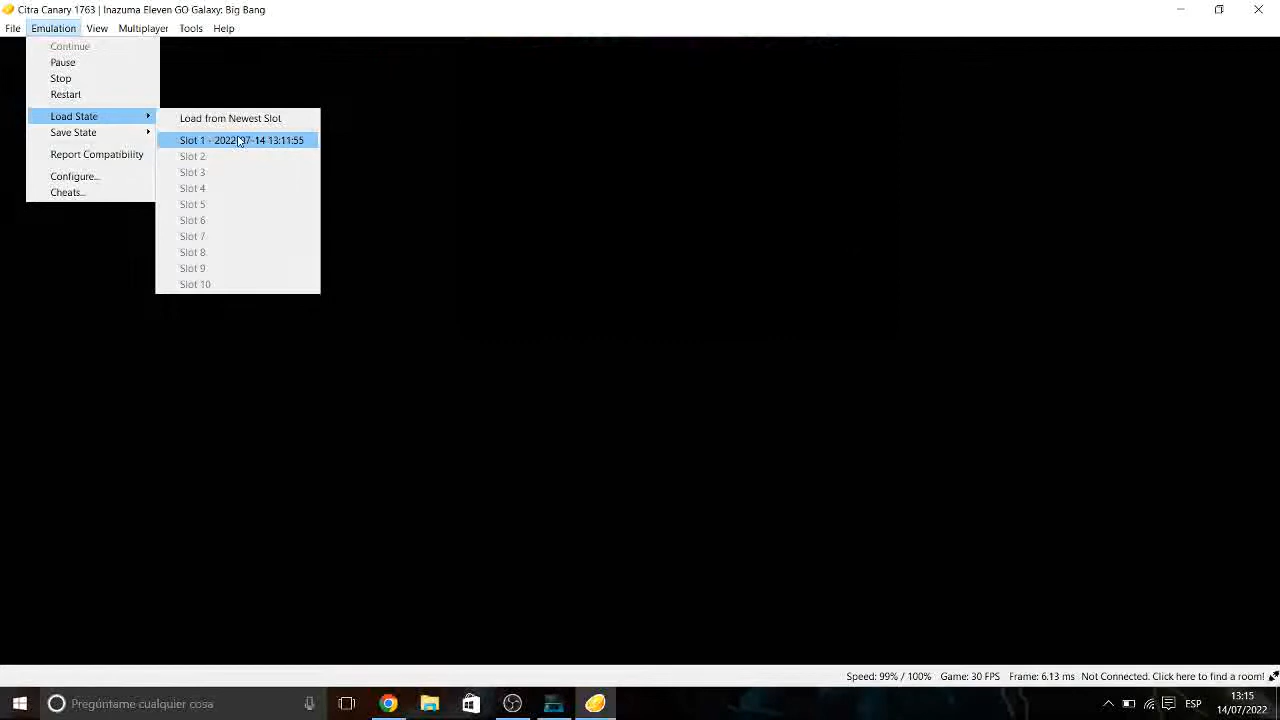 Citra Canary 1763 | Inazuma Eleven GO Galaxy: Big Bang
File Emulation View Multiplayer Tools Help
Continue
Pause
Stop
Restart
Load State
Save State
Report Compatibility
Configure...
Cheats...
Load from Newest Slot
Slot 1 - 2022-07-14 13:11:55
Slot 2
Slot 3
Slot 4
Slot 5
Slot 6
Slot 7
Slot 8
Slot 9
Slot 10
Speed: 99% / 100% Game: 30 FPS Frame: 6.13 ms Not Connected. Click here to find a room!
Pregúntame cualquier cosa
ESP
13:15
14/07/2022